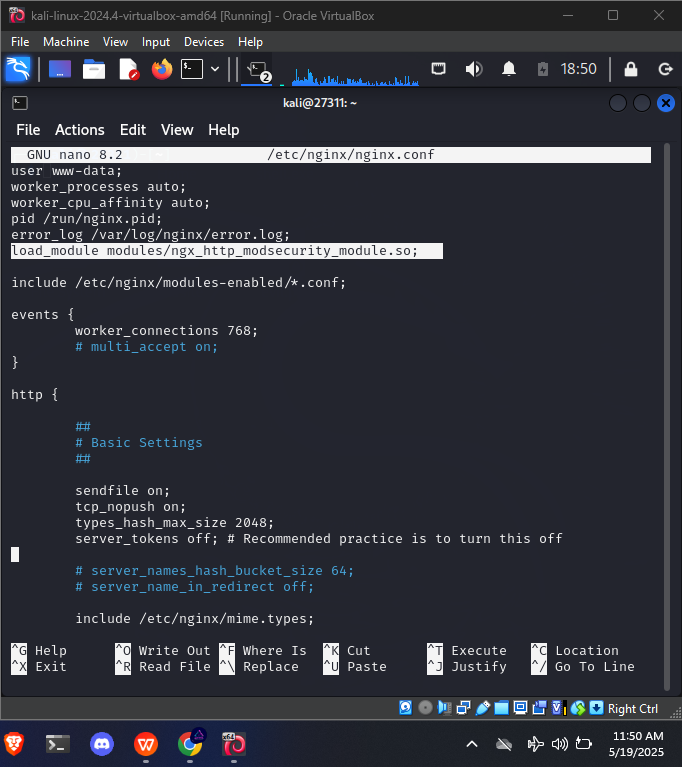 kali-linux-2024.4-virtualbox-amd64 [Running] - Oracle VirtualBox
File Machine View Input Devices Help
2
18:50
kali@27311: ~
File Actions Edit View Help
GNU nano 8.2 /etc/nginx/nginx.conf
user www-data;
worker_processes auto;
worker_cpu_affinity auto;
pid /run/nginx.pid;
error_log /var/log/nginx/error.log;
load_module modules/ngx_http_modsecurity_module.so;
include /etc/nginx/modules-enabled/*.conf;
events {
worker_connections 768;
# multi_accept on;
}
http {
##
# Basic Settings
##
sendfile on;
tcp_nopush on;
types_hash_max_size 2048;
server_tokens off; # Recommended practice is to turn this off
# server_names_hash_bucket_size 64;
# server_name_in_redirect off;
include /etc/nginx/mime.types;
^G Help ^O Write Out ^F Where Is ^K Cut ^T Execute ^C Location
^X Exit ^R Read File ^\ Replace ^U Paste ^J Justify ^/ Go To Line
Right Ctrl
11:50 AM
5/19/2025